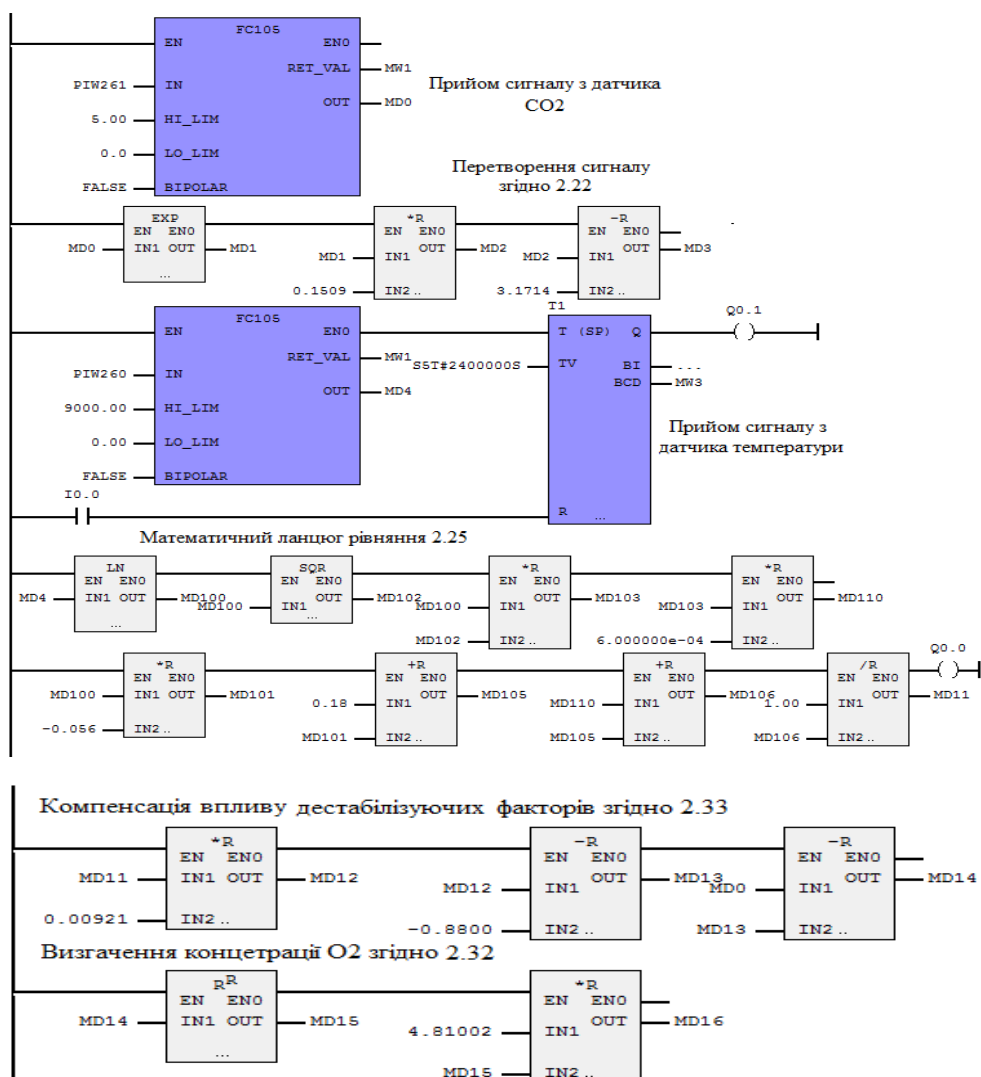 FC105
EN ENO
RET_VAL MW1
PIW261 IN
OUT MD0
5.00 HI_LIM
0.0 LO_LIM
FALSE BIPOLAR
Прийом сигналу з датчика
CO2
Перетворення сигналу
згідно 2.22
EXP
EN ENO
MD0 IN1 OUT MD1
...
*R
EN ENO
MD1 IN1 OUT MD2
0.1509 IN2..
-R
EN ENO
MD2 IN1 OUT MD3
3.1714 IN2..
FC105
EN ENO
RET_VAL MW1
PIW260 IN
OUT MD4
9000.00 HI_LIM
0.00 LO_LIM
FALSE BIPOLAR
I0.0
T1
T (SP) Q
S5T#2400000S TV BI ...
BCD MW3
R ...
Q0.1
Прийом сигналу з
датчика температури
Математичний ланцюг рівняння 2.25
LN
EN ENO
MD4 IN1 OUT MD100
...
SQR
EN ENO
MD100 IN1 OUT MD102
...
*R
EN ENO
MD100 IN1 OUT MD103
MD102 IN2..
*R
EN ENO
MD103 IN1 OUT MD110
6.000000e-04 IN2..
*R
EN ENO
MD100 IN1 OUT MD101
-0.056 IN2..
+R
EN ENO
0.18 IN1 OUT MD105
MD101 IN2..
+R
EN ENO
MD110 IN1 OUT MD106
MD105 IN2..
/R
EN ENO
1.00 IN1 OUT MD11
MD106 IN2..
Q0.0
Компенсація впливу дестабілізуючих факторів згідно 2.33
*R
EN ENO
MD11 IN1 OUT MD12
0.00921 IN2..
-R
EN ENO
MD12 IN1 OUT MD13
-0.8800 IN2..
-R
EN ENO
MD0 IN1 OUT MD14
MD13 IN2..
Визгачення концетрації О2 згідно 2.32
RR
EN ENO
MD14 IN1 OUT MD15
...
*R
EN ENO
4.81002 IN1 OUT MD16
MD15 IN2..